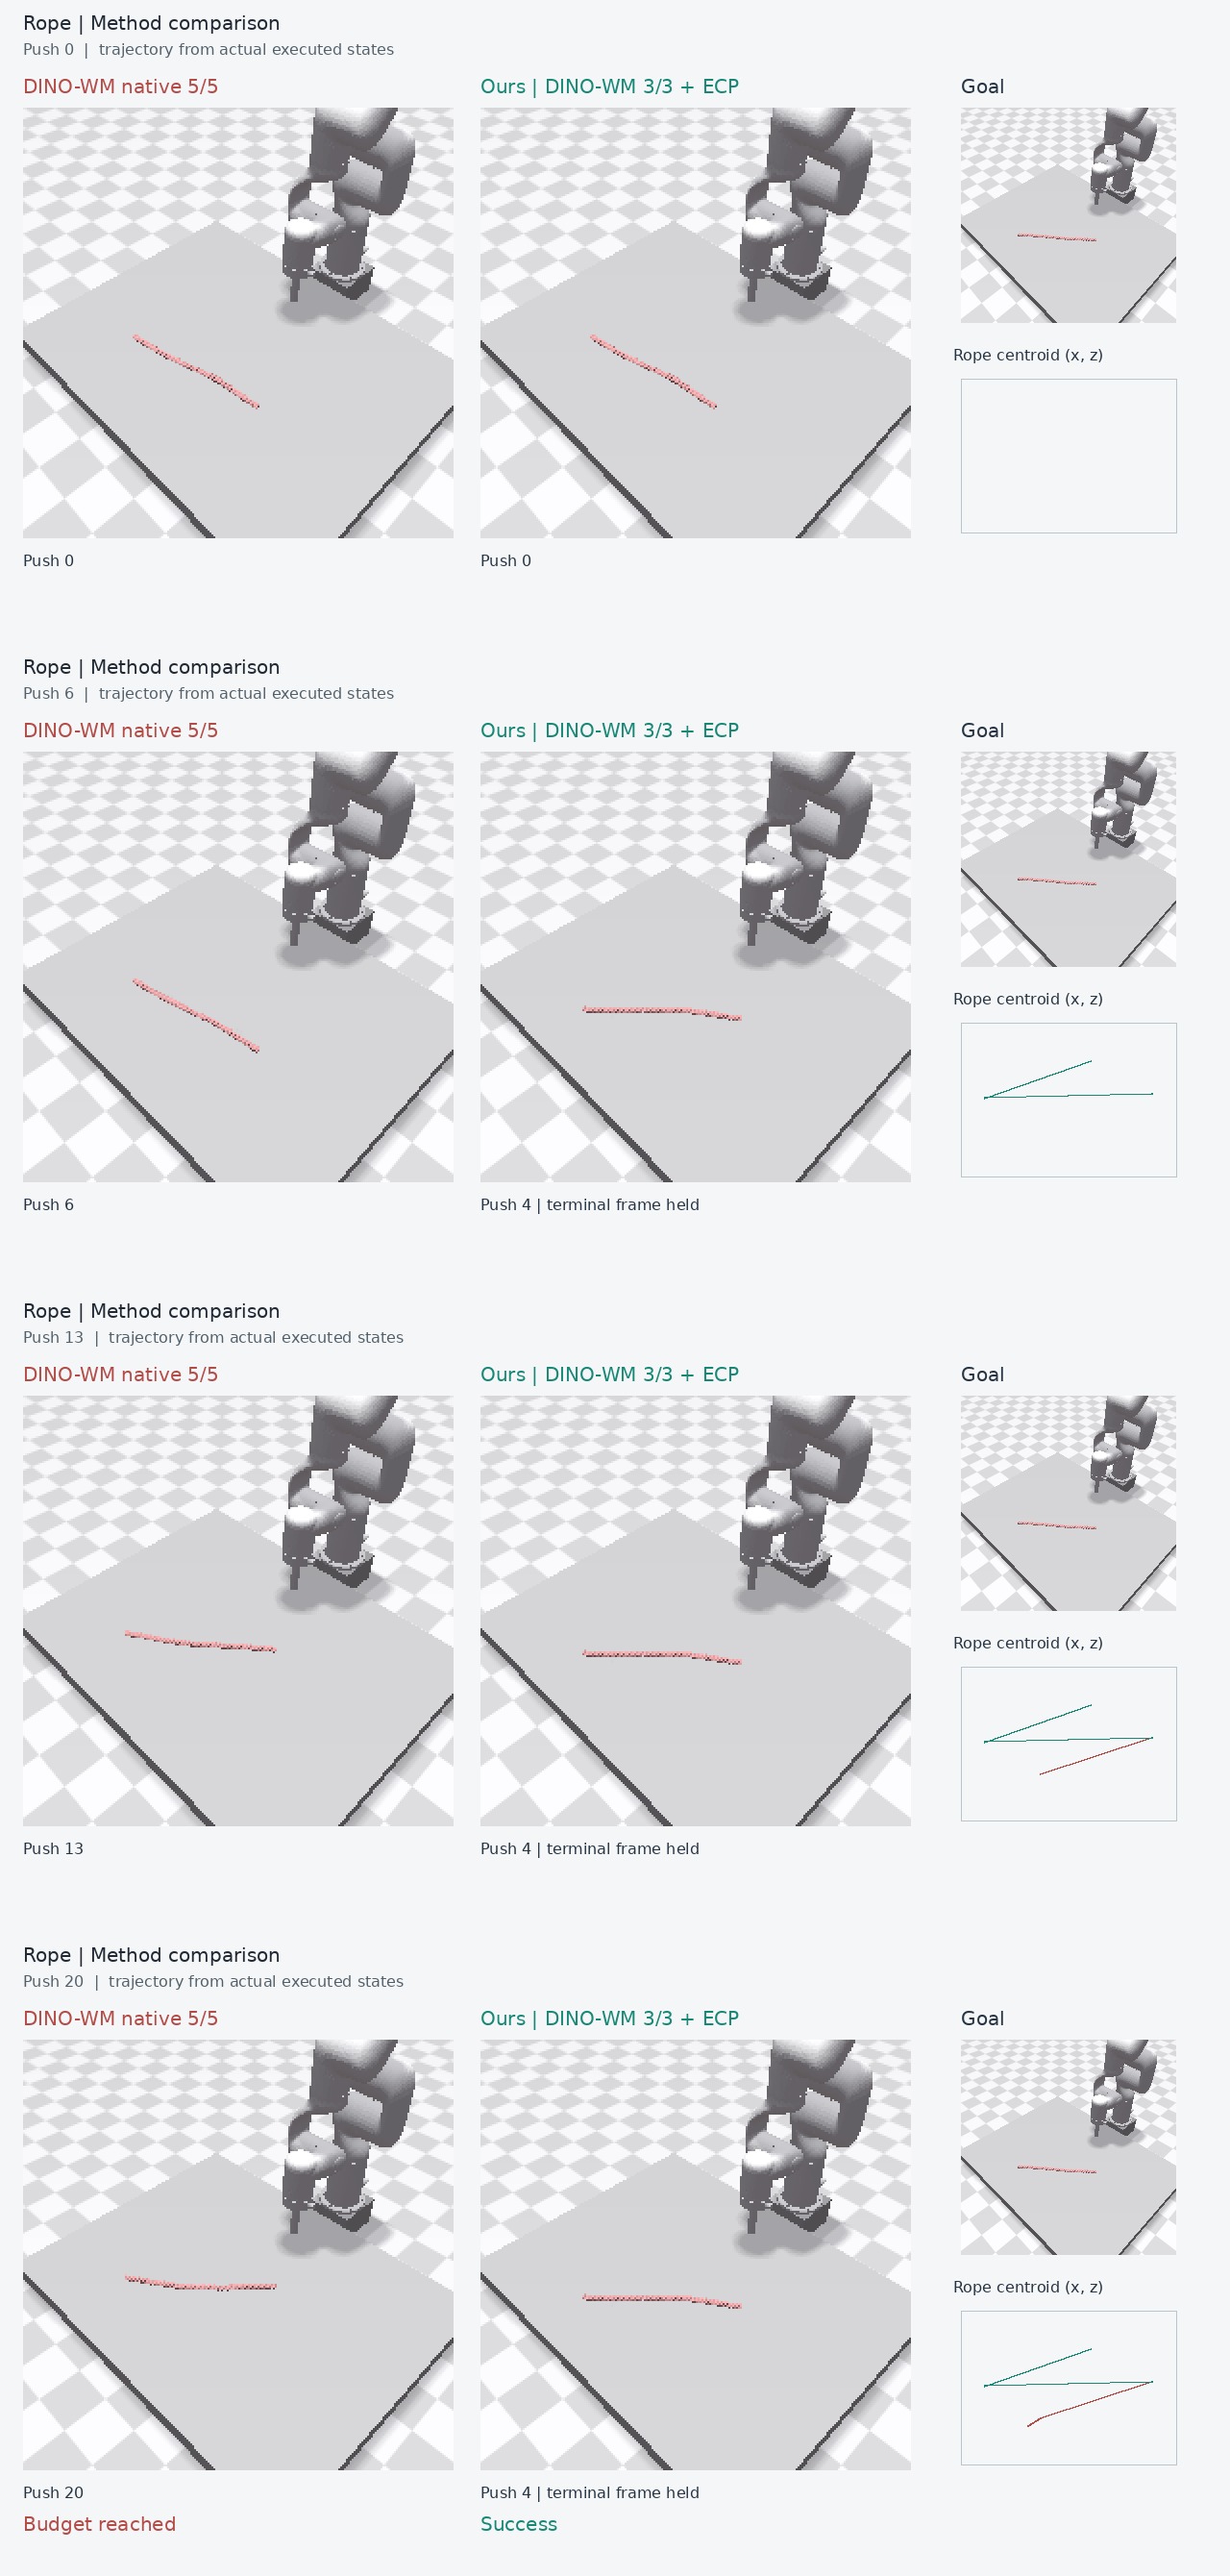 Rope | Method comparison
Push 0 | trajectory from actual executed states
DINO-WM native 5/5
Ours | DINO-WM 3/3 + ECP
Goal
Rope centroid (x, z)
Push 0
Push 0
Rope | Method comparison
Push 6 | trajectory from actual executed states
DINO-WM native 5/5
Ours | DINO-WM 3/3 + ECP
Goal
Rope centroid (x, z)
Push 6
Push 4 | terminal frame held
Rope | Method comparison
Push 13 | trajectory from actual executed states
DINO-WM native 5/5
Ours | DINO-WM 3/3 + ECP
Goal
Rope centroid (x, z)
Push 13
Push 4 | terminal frame held
Rope | Method comparison
Push 20 | trajectory from actual executed states
DINO-WM native 5/5
Ours | DINO-WM 3/3 + ECP
Goal
Rope centroid (x, z)
Push 20
Push 4 | terminal frame held
Budget reached
Success